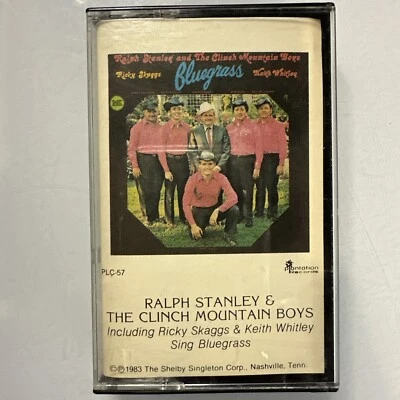 Ralph Stanley and The Clinch Mountain Boys
Ricky Skaggs
Bluegrass
Keith Whitley
PLC-57
plantation
records
RALPH STANLEY &
THE CLINCH MOUNTAIN BOYS
Including Ricky Skaggs & Keith Whitley
Sing Bluegrass
©℗1983 The Shelby Singleton Corp., Nashville, Tenn.